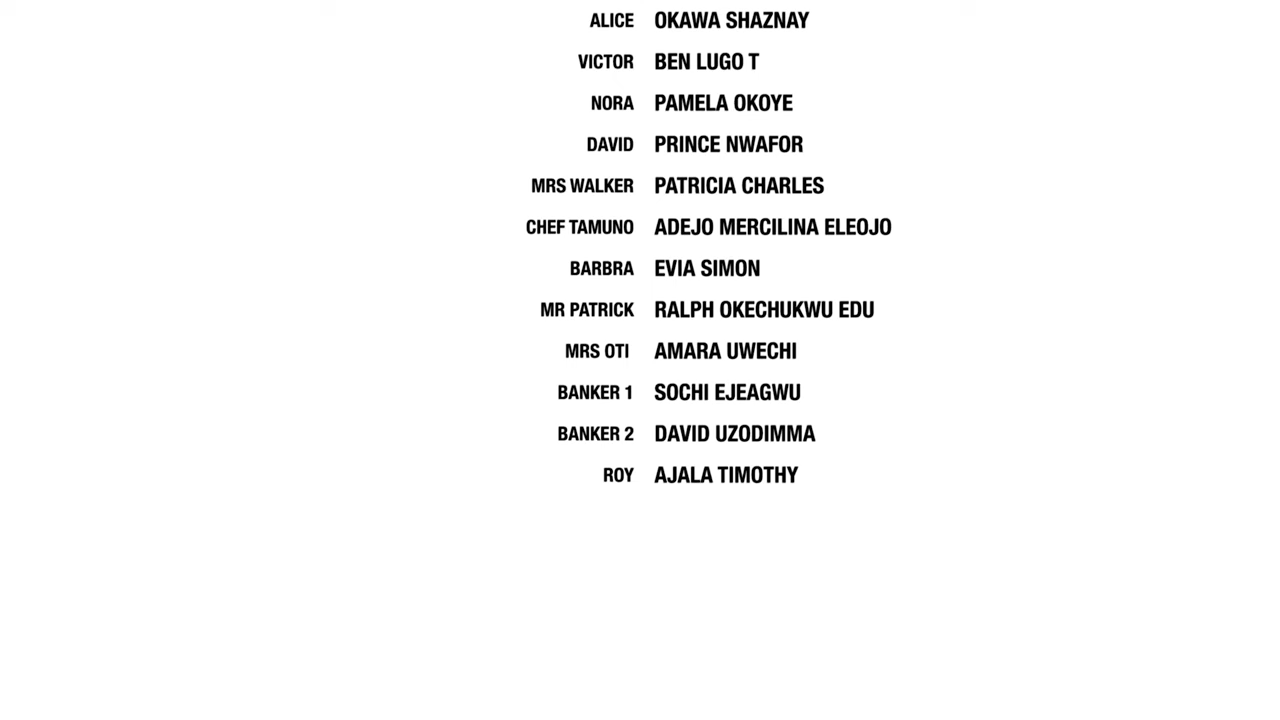 ALICE OKAWA SHAZNAY
VICTOR BEN LUGO T
NORA PAMELA OKOYE
DAVID PRINCE NWAFOR
MRS WALKER PATRICIA CHARLES
CHEF TAMUNO ADEJO MERCILINA ELEOJO
BARBRA EVIA SIMON
MR PATRICK RALPH OKECHUKWU EDU
MRS OTI AMARA UWECHI
BANKER 1 SOCHI EJEAGWU
BANKER 2 DAVID UZODIMMA
ROY AJALA TIMOTHY